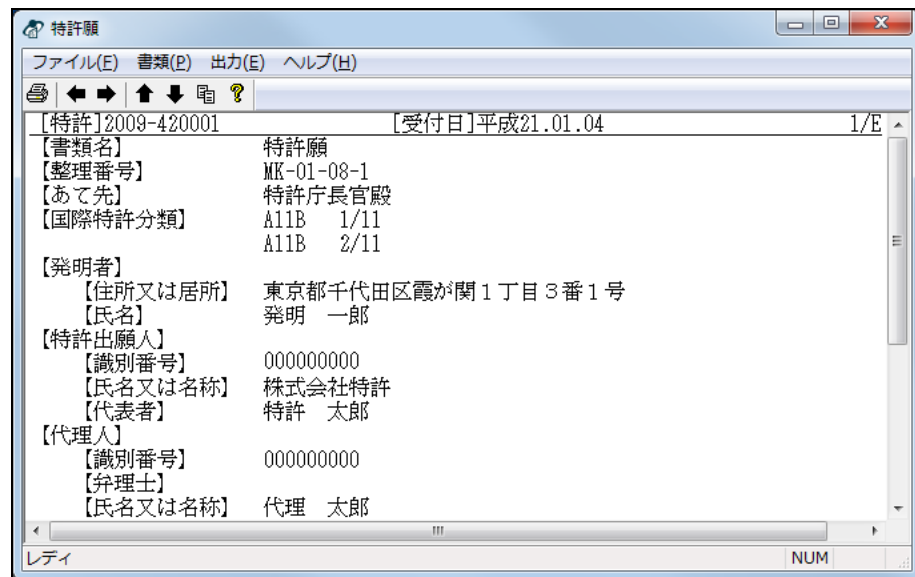 特許願
ファイル(F) 書類(P) 出力(E) ヘルプ(H)
[特許]2009-420001 [受付日]平成21.01.04 1/E
【書類名】 特許願
【整理番号】 MK-01-08-1
【あて先】 特許庁長官殿
【国際特許分類】 A11B 1/11
A11B 2/11
【発明者】
【住所又は居所】 東京都千代田区霞が関1丁目3番1号
【氏名】 発明 一郎
【特許出願人】
【識別番号】 000000000
【氏名又は名称】 株式会社特許
【代表者】 特許 太郎
【代理人】
【識別番号】 000000000
【弁理士】
【氏名又は名称】 代理 太郎
レディ NUM